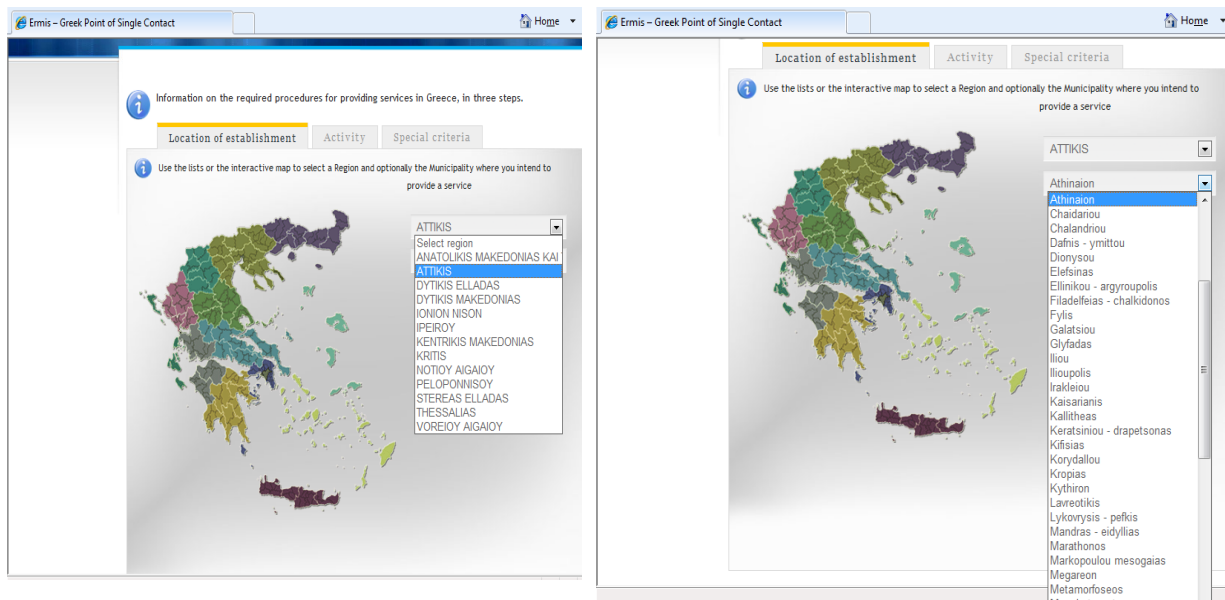 Ermis – Greek Point of Single Contact
Home
Information on the required procedures for providing services in Greece, in three steps.
Location of establishment
Activity
Special criteria
Use the lists or the interactive map to select a Region and optionally the Municipality where you intend to
provide a service
ATTIKIS
Select region
ANATOLIKIS MAKEDONIAS KAI
ATTIKIS
DYTIKIS ELLADAS
DYTIKIS MAKEDONIAS
IONION NISON
IPEIROY
KENTRIKIS MAKEDONIAS
KRITIS
NOTIOY AIGAIOY
PELOPONNISOY
STEREAS ELLADAS
THESSALIAS
VOREIOY AIGAIOY
Ermis – Greek Point of Single Contact
Home
Location of establishment
Activity
Special criteria
Use the lists or the interactive map to select a Region and optionally the Municipality where you intend to
provide a service
ATTIKIS
Athinaion
Athinaion
Chaidariou
Chalandriou
Dafnis - ymittou
Dionysou
Elefsinas
Ellinikou - argyroupolis
Filadelfeias - chalkidonos
Fylis
Galatsiou
Glyfadas
Iliou
Ilioupolis
Irakleiou
Kaisarianis
Kallitheas
Keratsiniou - drapetsonas
Kifisias
Korydallou
Kropias
Kythiron
Lavreotikis
Lykovrysis - pefkis
Mandras - eidyllias
Marathonos
Markopoulou mesogaias
Megareon
Metamorfoseos